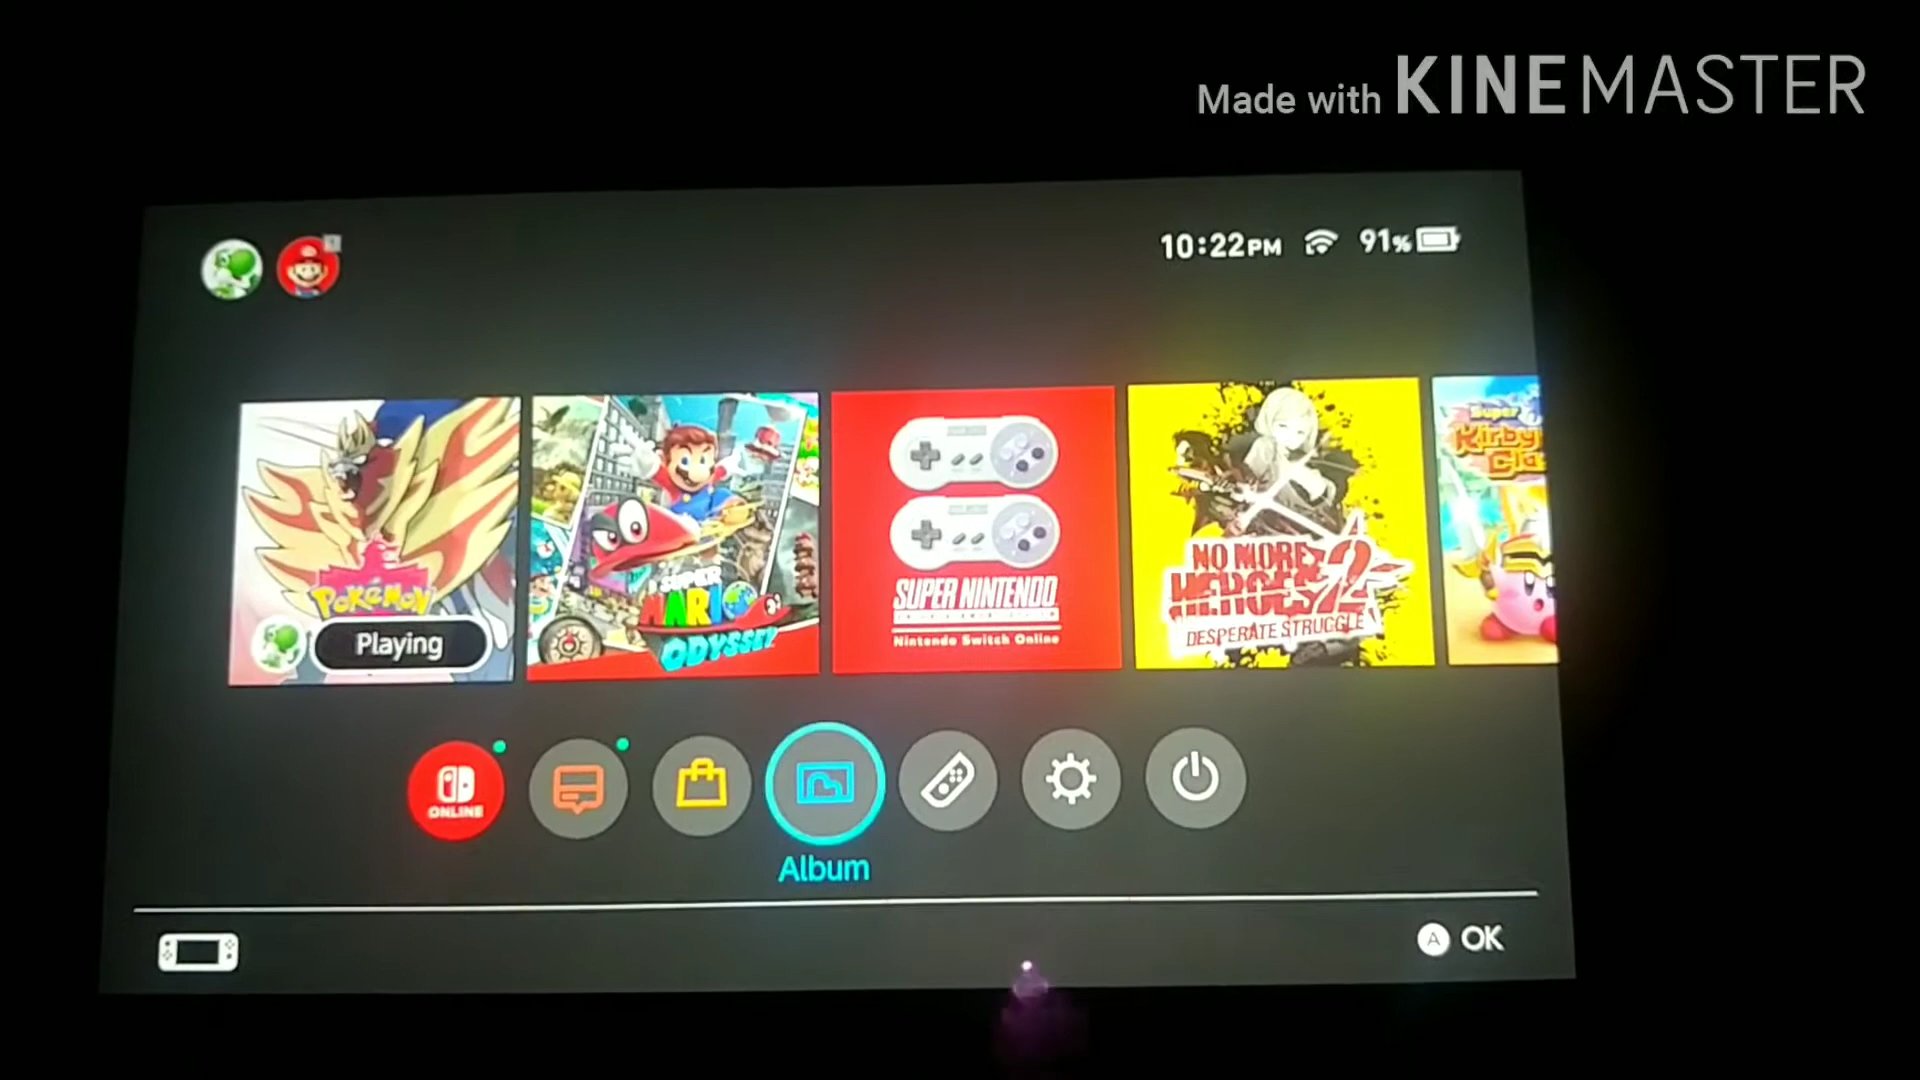 Made with KINEMASTER
10:22PM 91%
POKéMON
Playing
SUPER
MARIO
ODYSSEY
SUPER NINTENDO
Nintendo Switch Online
NO MORE
HEROES 2
DESPERATE STRUGGLE
Super
Kirby
Cla
ONLINE
Album
A OK